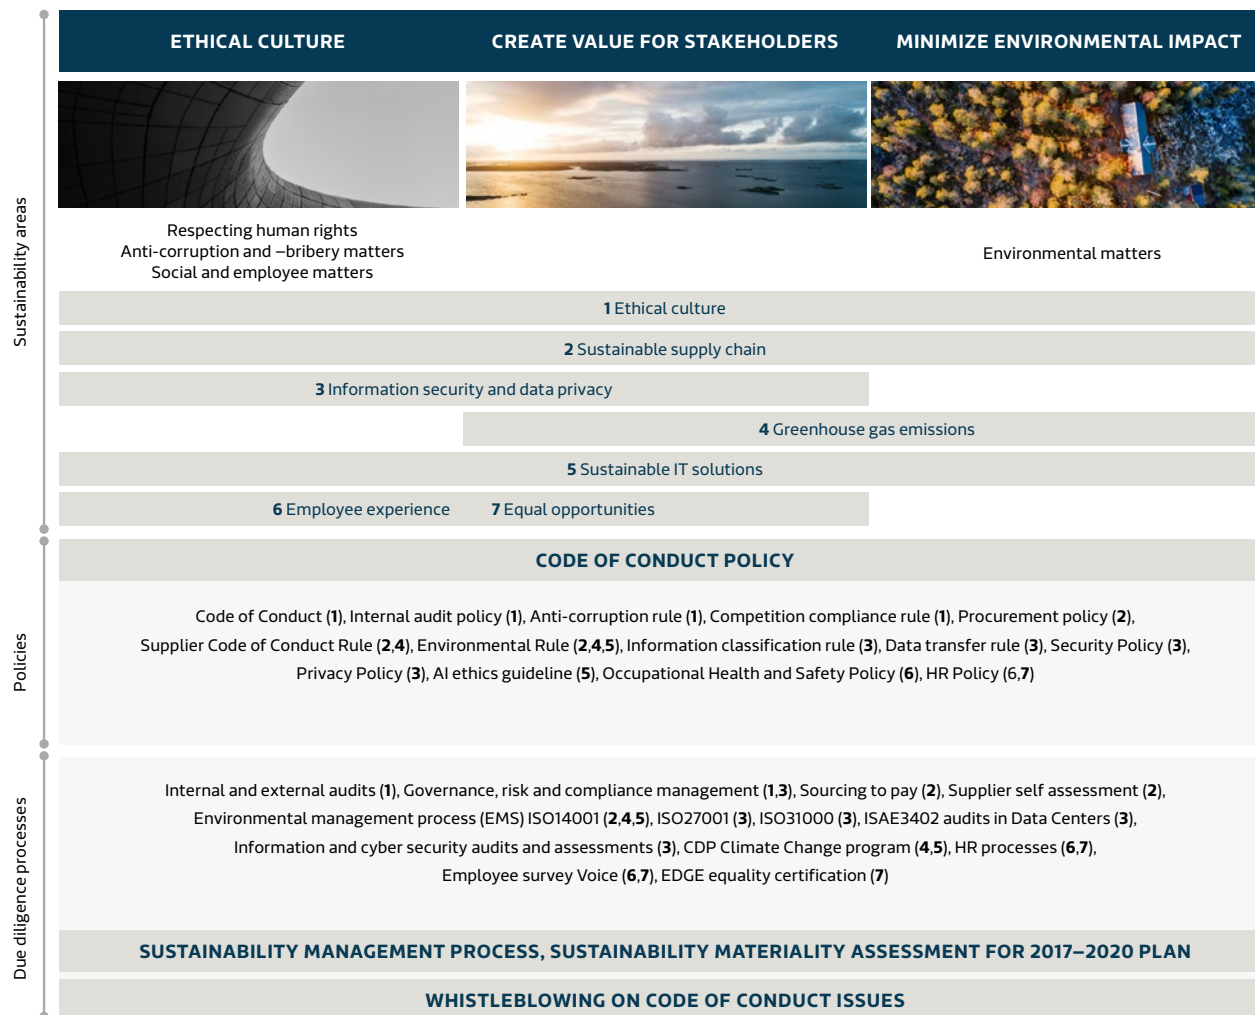 ETHICAL CULTURE
CREATE VALUE FOR STAKEHOLDERS
MINIMIZE ENVIRONMENTAL IMPACT
Sustainability areas
Respecting human rights
Anti-corruption and –bribery matters
Social and employee matters
Environmental matters
1 Ethical culture
2 Sustainable supply chain
3 Information security and data privacy
4 Greenhouse gas emissions
5 Sustainable IT solutions
6 Employee experience
7 Equal opportunities
Policies
CODE OF CONDUCT POLICY
Code of Conduct (1), Internal audit policy (1), Anti-corruption rule (1), Competition compliance rule (1), Procurement policy (2),
Supplier Code of Conduct Rule (2,4), Environmental Rule (2,4,5), Information classification rule (3), Data transfer rule (3), Security Policy (3),
Privacy Policy (3), AI ethics guideline (5), Occupational Health and Safety Policy (6), HR Policy (6,7)
Due diligence processes
Internal and external audits (1), Governance, risk and compliance management (1,3), Sourcing to pay (2), Supplier self assessment (2),
Environmental management process (EMS) ISO14001 (2,4,5), ISO27001 (3), ISO31000 (3), ISAE3402 audits in Data Centers (3),
Information and cyber security audits and assessments (3), CDP Climate Change program (4,5), HR processes (6,7),
Employee survey Voice (6,7), EDGE equality certification (7)
SUSTAINABILITY MANAGEMENT PROCESS, SUSTAINABILITY MATERIALITY ASSESSMENT FOR 2017–2020 PLAN
WHISTLEBLOWING ON CODE OF CONDUCT ISSUES